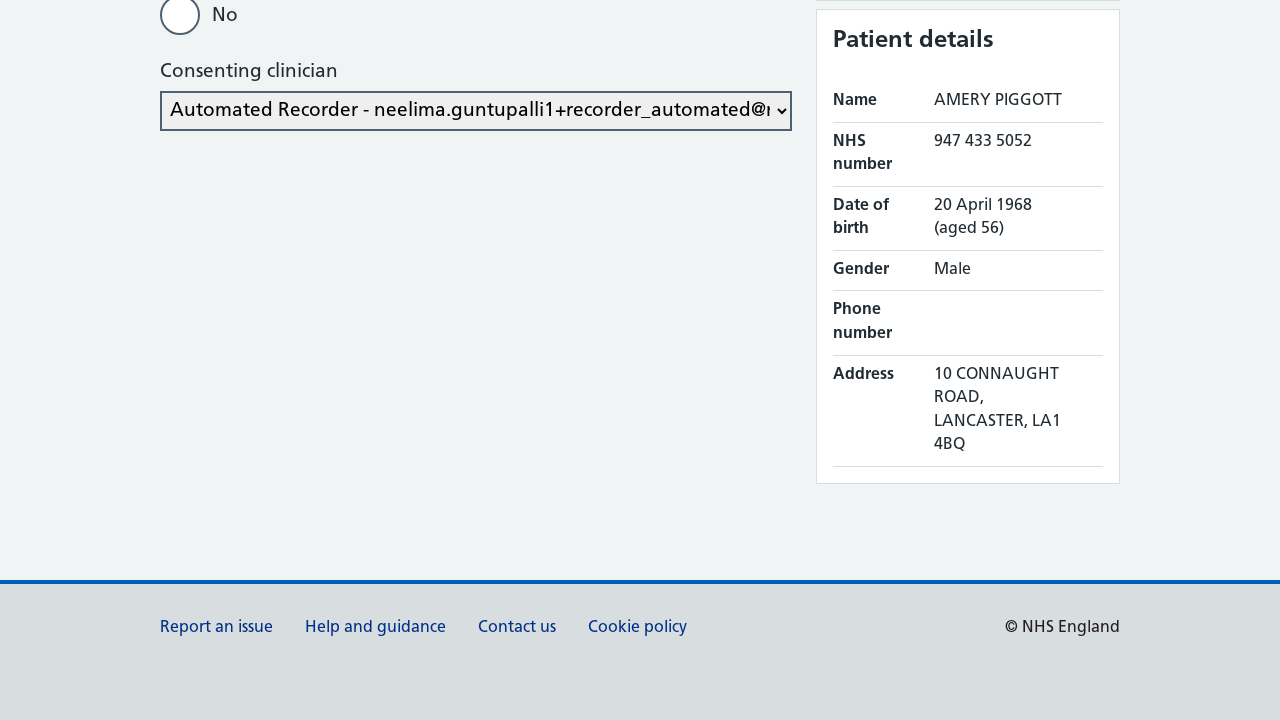 No
Consenting clinician
Automated Recorder - neelima.guntupalli1+recorder_automated@
Patient details
Name AMERY PIGGOTT
NHS number 947 433 5052
Date of birth 20 April 1968 (aged 56)
Gender Male
Phone number
Address 10 CONNAUGHT ROAD, LANCASTER, LA1 4BQ
Report an issue Help and guidance Contact us Cookie policy © NHS England